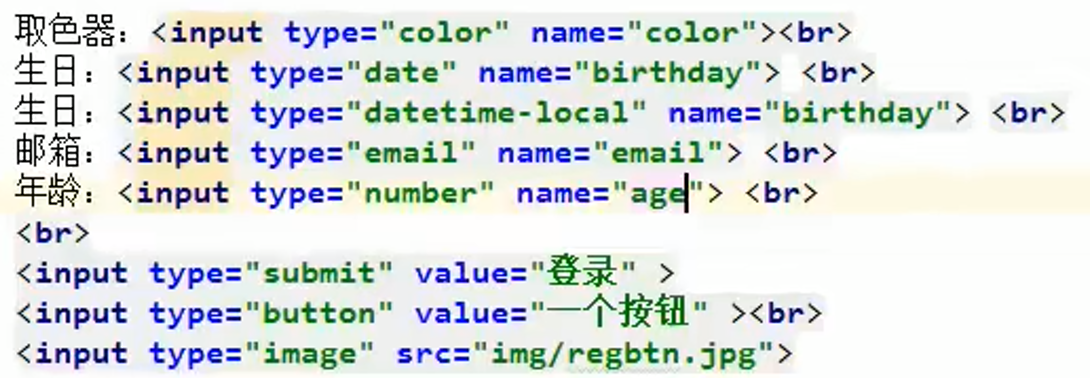 取色器：<input type="color" name="color"><br>
生日：<input type="date" name="birthday"> <br>
生日：<input type="datetime-local" name="birthday"> <br>
邮箱：<input type="email" name="email"> <br>
年龄：<input type="number" name="age"> <br>
<br>
<input type="submit" value="登录" >
<input type="button" value="一个按钮" ><br>
<input type="image" src="img/regbtn.jpg">